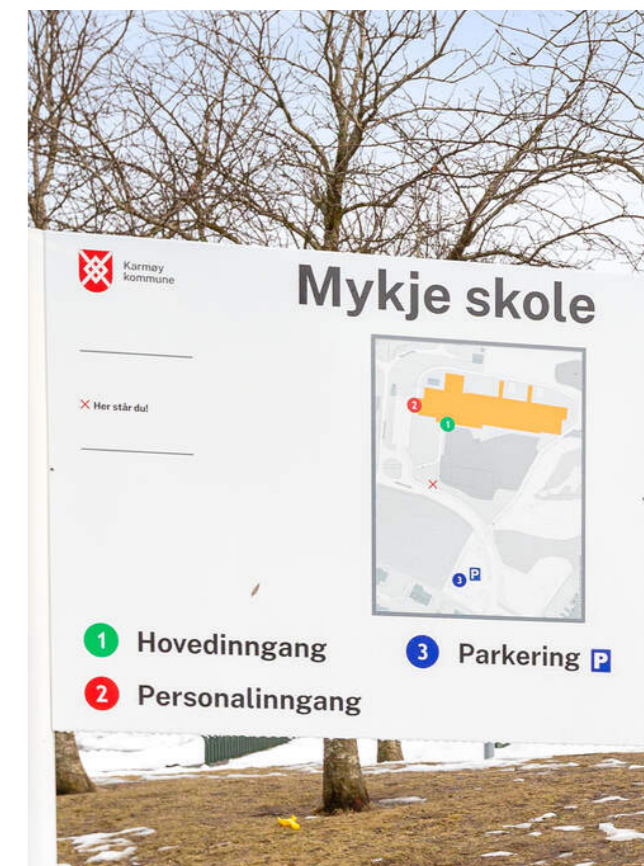 Karmøy
kommune
Mykje skole
Her står du!
2
1
3 P
1 Hovedinngang
3 Parkering P
2 Personalinngang